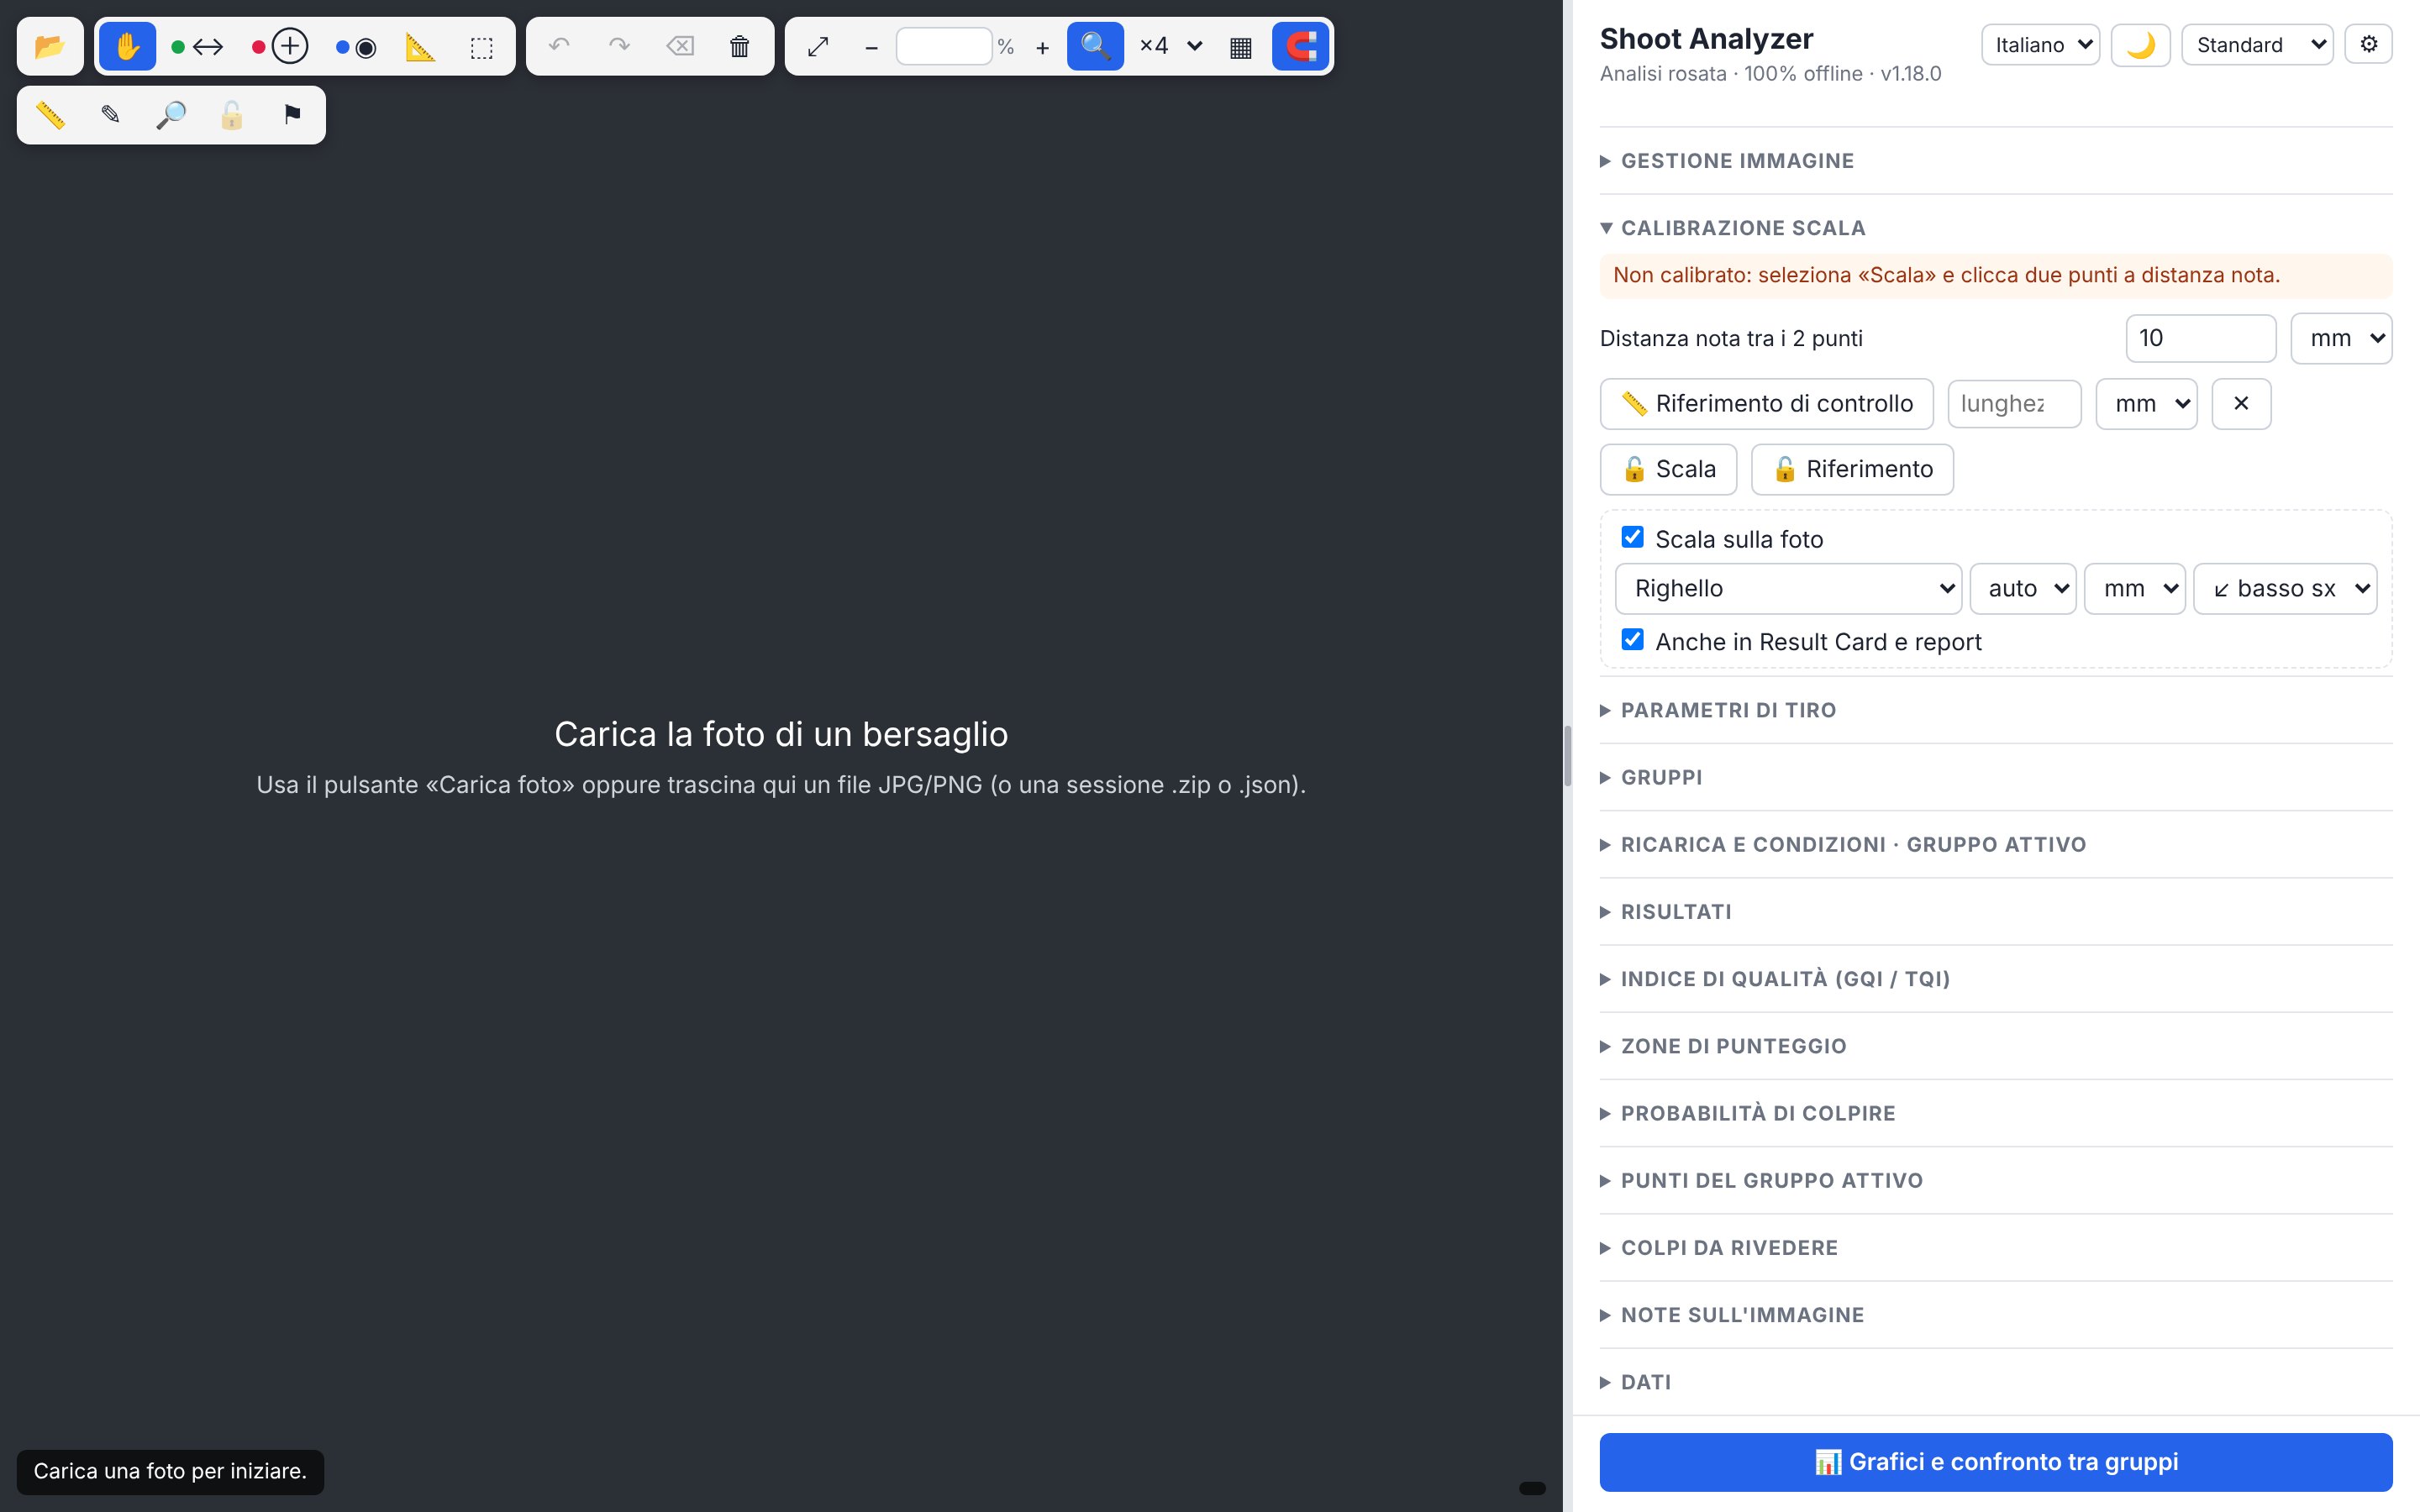 %
×4
Carica la foto di un bersaglio
Usa il pulsante «Carica foto» oppure trascina qui un file JPG/PNG (o una sessione .zip o .json).
Carica una foto per iniziare.
Shoot Analyzer
Analisi rosata · 100% offline · v1.18.0
Italiano
Standard
GESTIONE IMMAGINE
CALIBRAZIONE SCALA
Non calibrato: seleziona «Scala» e clicca due punti a distanza nota.
Distanza nota tra i 2 punti 10 mm
Riferimento di controllo lunghez mm ✕
Scala Riferimento
Scala sulla foto
Righello auto mm ↙ basso sx
Anche in Result Card e report
PARAMETRI DI TIRO
GRUPPI
RICARICA E CONDIZIONI · GRUPPO ATTIVO
RISULTATI
INDICE DI QUALITÀ (GQI / TQI)
ZONE DI PUNTEGGIO
PROBABILITÀ DI COLPIRE
PUNTI DEL GRUPPO ATTIVO
COLPI DA RIVEDERE
NOTE SULL'IMMAGINE
DATI
Grafici e confronto tra gruppi